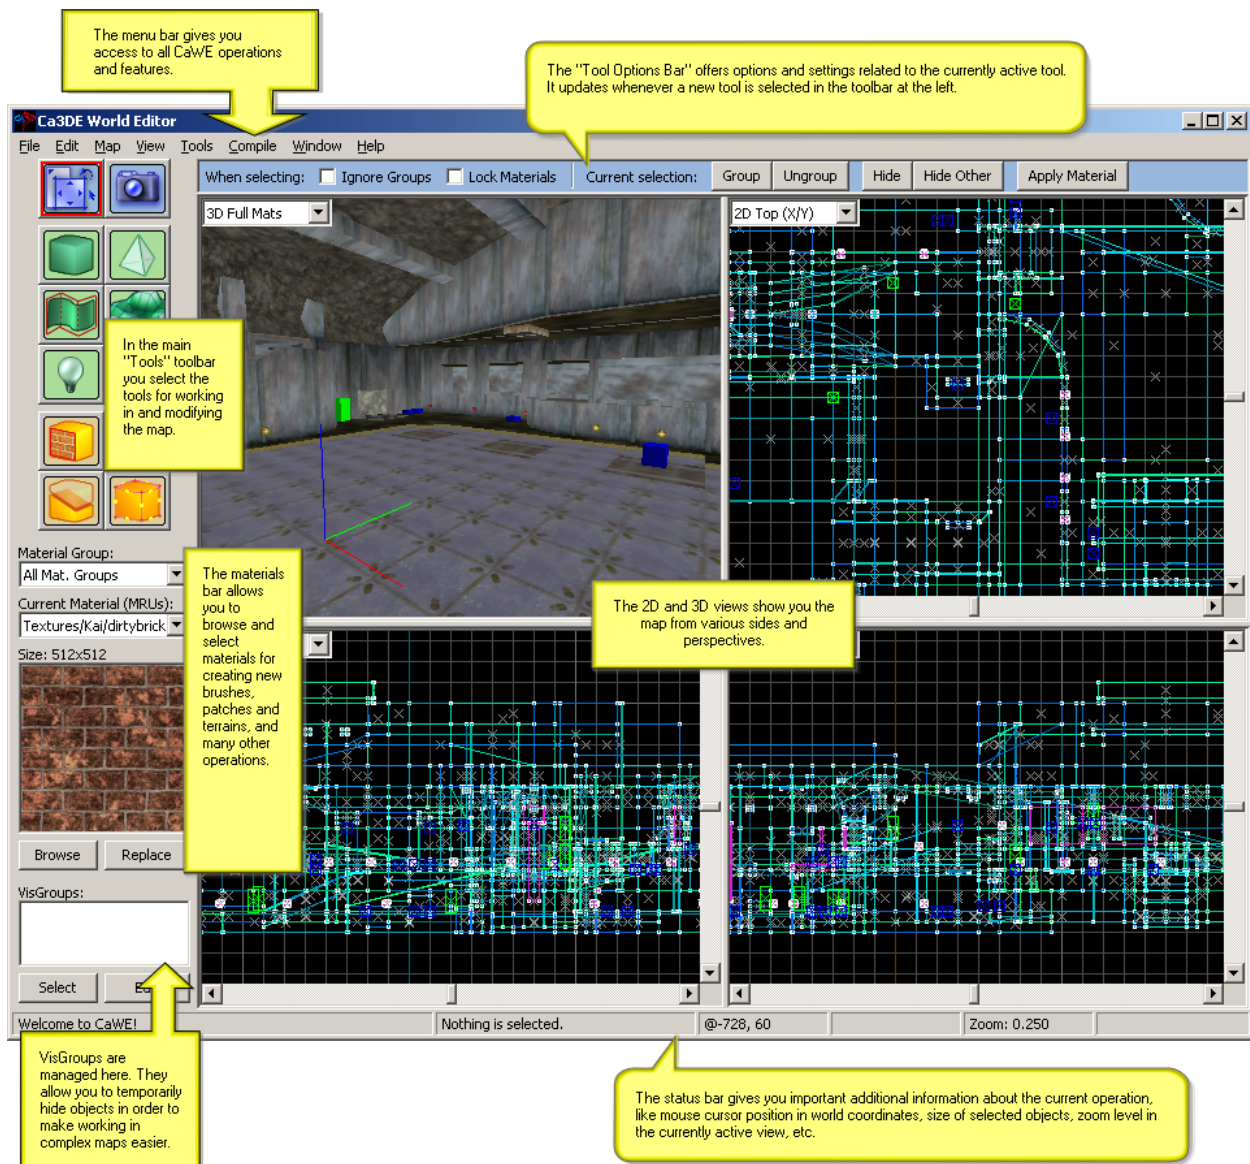 The menu bar gives you
access to all CaWE operations
and features.
The "Tool Options Bar" offers options and settings related to the currently active tool.
It updates whenever a new tool is selected in the toolbar at the left.
Ca3DE World Editor
File Edit Map View Tools Compile Window Help
When selecting: Ignore Groups Lock Materials Current selection: Group Ungroup Hide Hide Other Apply Material
3D Full Mats
2D Top (X/Y)
In the main
"Tools" toolbar
you select the
tools for working
in and modifying
the map.
Material Group:
All Mat. Groups
Current Material (MRUs):
Textures/Kai/dirtybrick
Size: 512x512
The materials
bar allows
you to
browse and
select
materials for
creating new
brushes,
patches and
terrains, and
many other
operations.
The 2D and 3D views show you the
map from various sides and
perspectives.
Browse Replace
VisGroups:
Select
Welcome to CaWE! Nothing is selected. @-728, 60 Zoom: 0.250
VisGroups are
managed here. They
allow you to temporarily
hide objects in order to
make working in
complex maps easier.
The status bar gives you important additional information about the current operation,
like mouse cursor position in world coordinates, size of selected objects, zoom level in
the currently active view, etc.